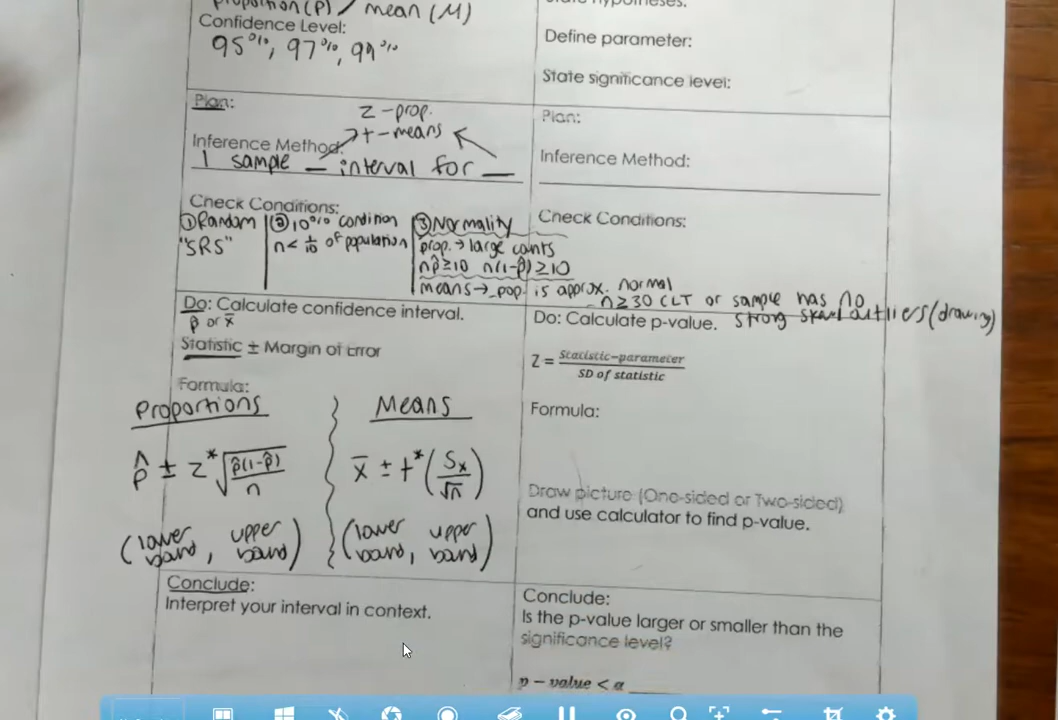 proportion (P) / mean (M)
Confidence Level:
95%, 97%, 99%
Plan:
z - prop.
t - means
Inference Method:
1 sample _ interval for __
Check Conditions:
① Random
"SRS"
② 10% condition
n < 1/10 of population
③ Normality
prop. → large counts
np̂ ≥ 10 n(1-p̂) ≥ 10
means → pop. is approx. normal
n ≥ 30 CLT or sample has no
strong skew outliers (drawing)
Do: Calculate confidence interval.
p̂ or x̄
Statistic ± Margin of Error
Formula:
Proportions
p̂ ± z* √(p̂(1-p̂)/n)
(lower band, upper band)
Means
x̄ ± t* (Sx/√n)
(lower band, upper band)
Conclude:
Interpret your interval in context.
State hypotheses:
Define parameter:
State significance level:
Plan:
Inference Method:
Check Conditions:
Do: Calculate p-value.
Z = Statistic-parameter / SD of statistic
Formula:
Draw picture (One-sided or Two-sided)
and use calculator to find p-value.
Conclude:
Is the p-value larger or smaller than the
significance level?
p - value < α